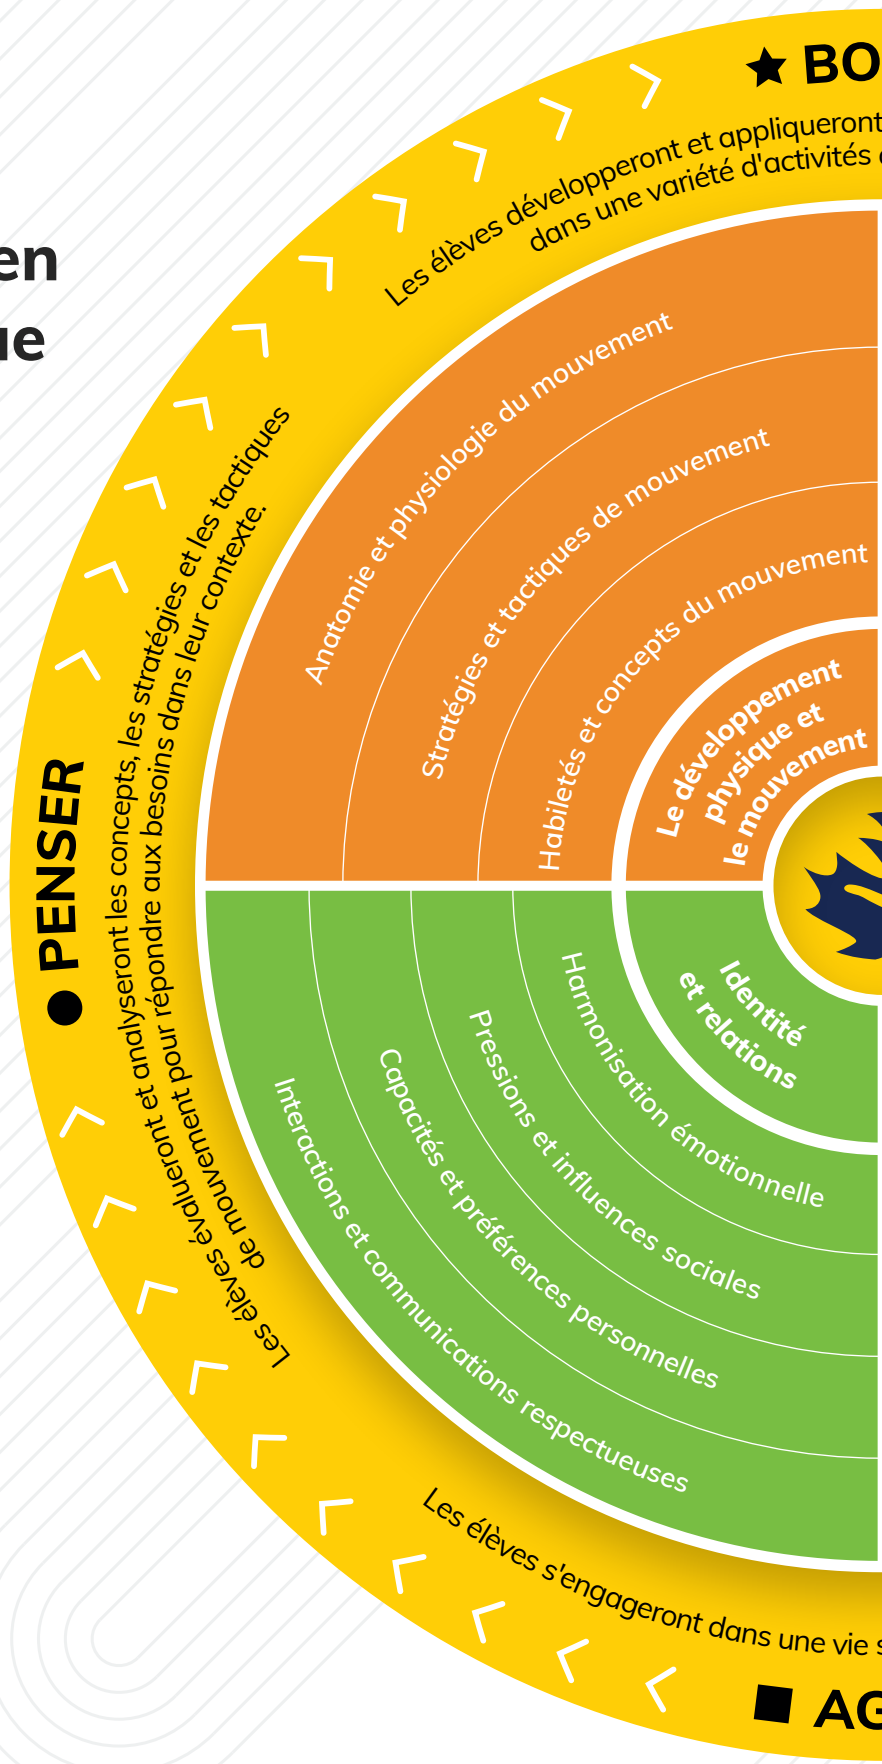 en
ue
BO
Les élèves développeront et appliqueront
dans une variété d'activités
PENSER
Les élèves évalueront et analyseront les concepts, les stratégies et les tactiques
de mouvement pour répondre aux besoins dans leur contexte.
Anatomie et physiologie du mouvement
Stratégies et tactiques de mouvement
Habiletés et concepts du mouvement
Le développement
physique et
le mouvement
Identité
et relations
Harmonisation émotionnelle
Pressions et influences sociales
Capacités et préférences personnelles
Interactions et communications respectueuses
Les élèves s'engageront dans une vie s
AG